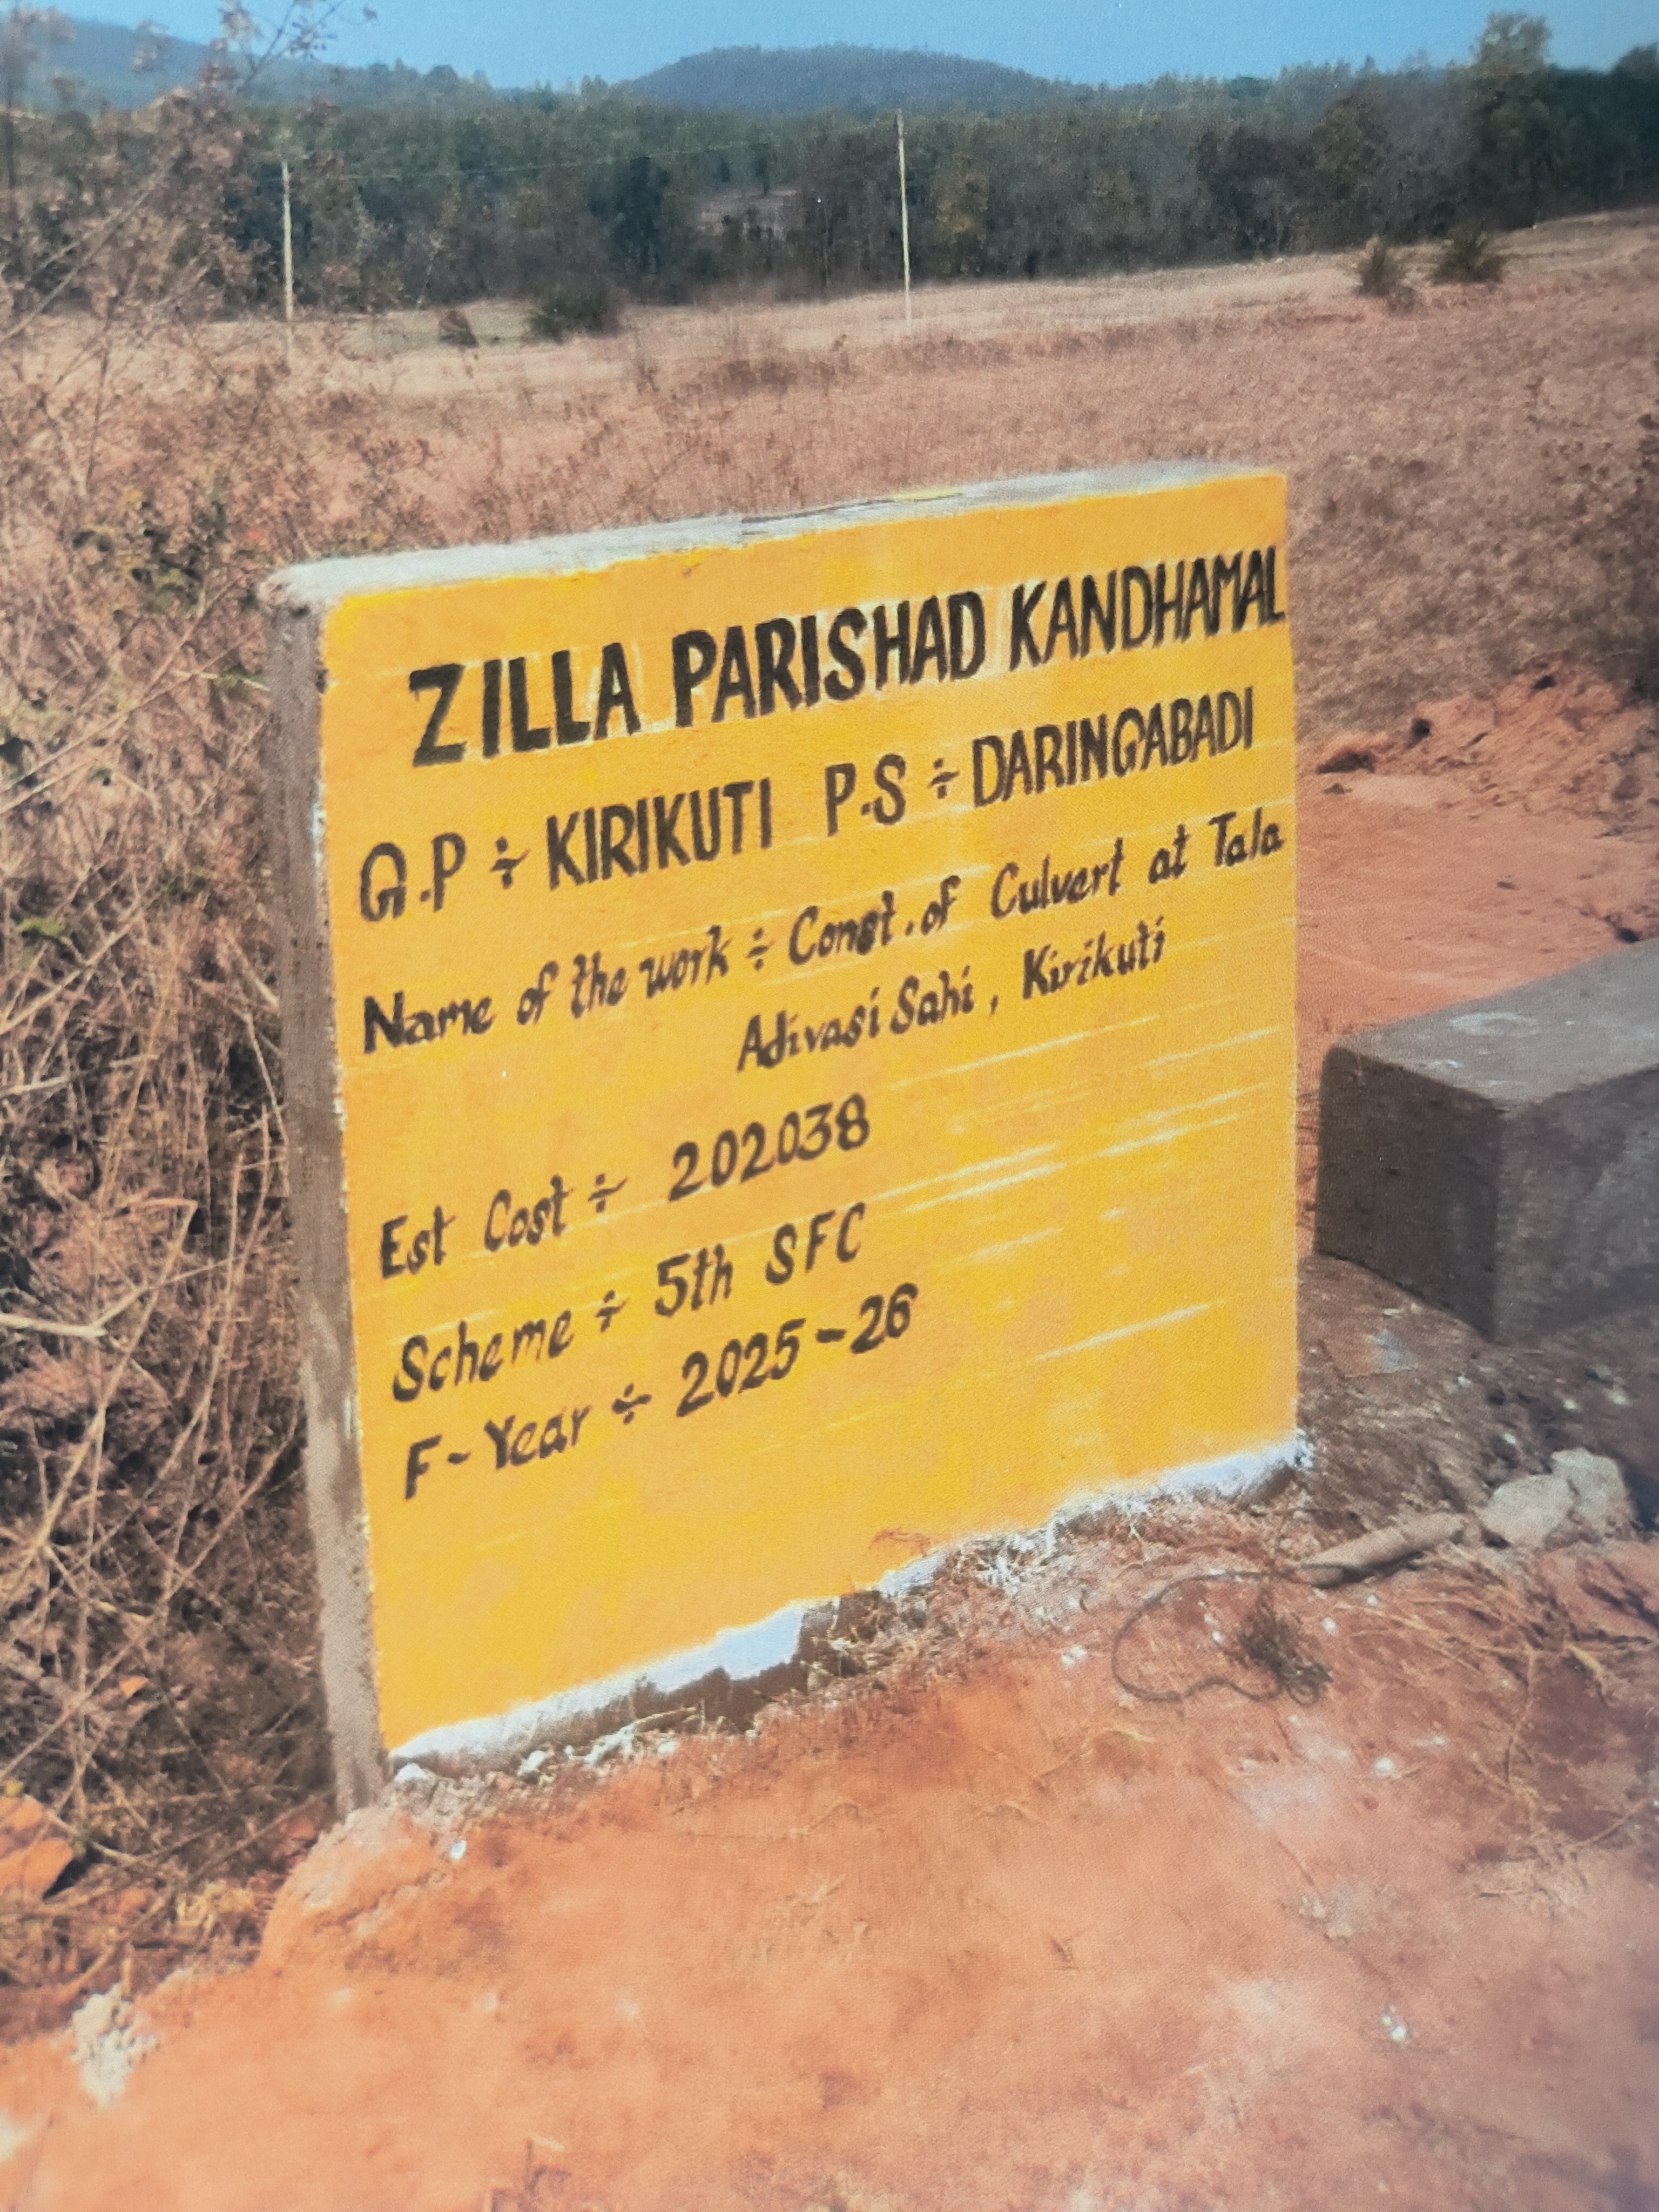 ZILLA PARISHAD KANDHAMAL
G.P ÷ KIRIKUTI P.S ÷ DARINGABADI
Name of the work ÷ Const. of Culvert at Tala
Adivasi Sahi, Kirikuti
Est Cost ÷ 202038
Scheme ÷ 5th SFC
F-Year ÷ 2025-26